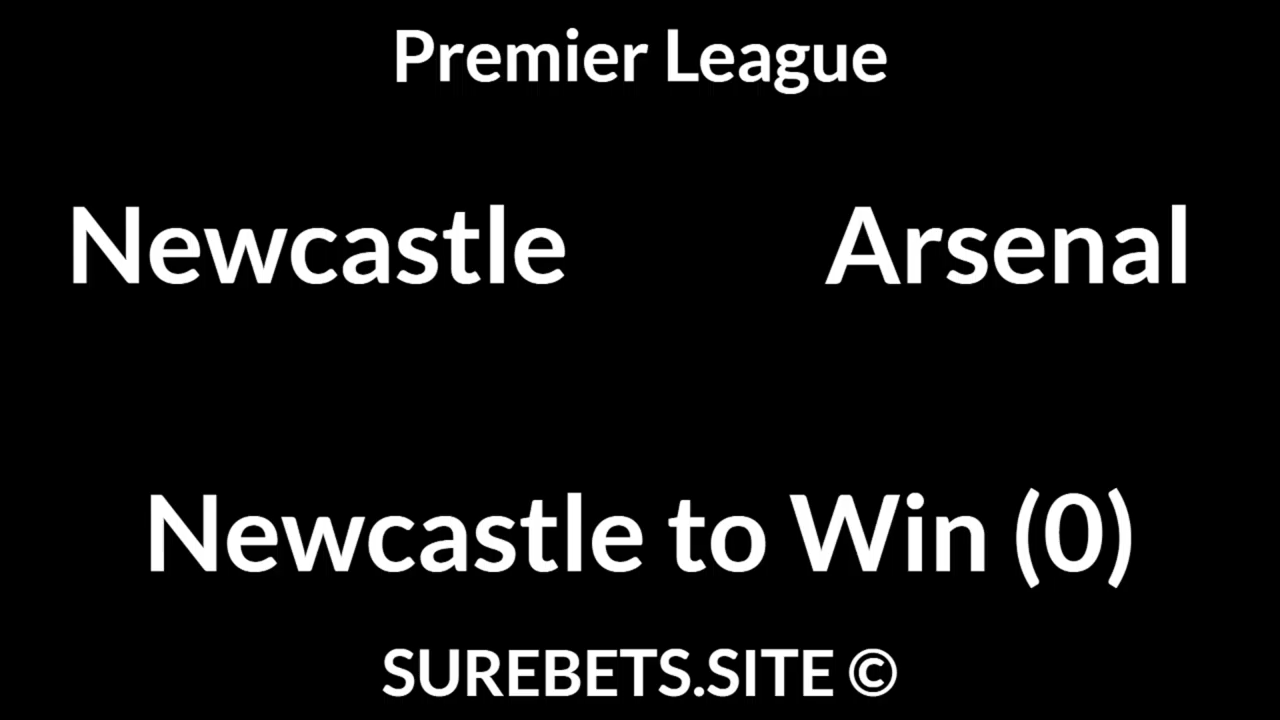 Premier League
Newcastle Arsenal
Newcastle to Win (0)
SUREBETS.SITE ©